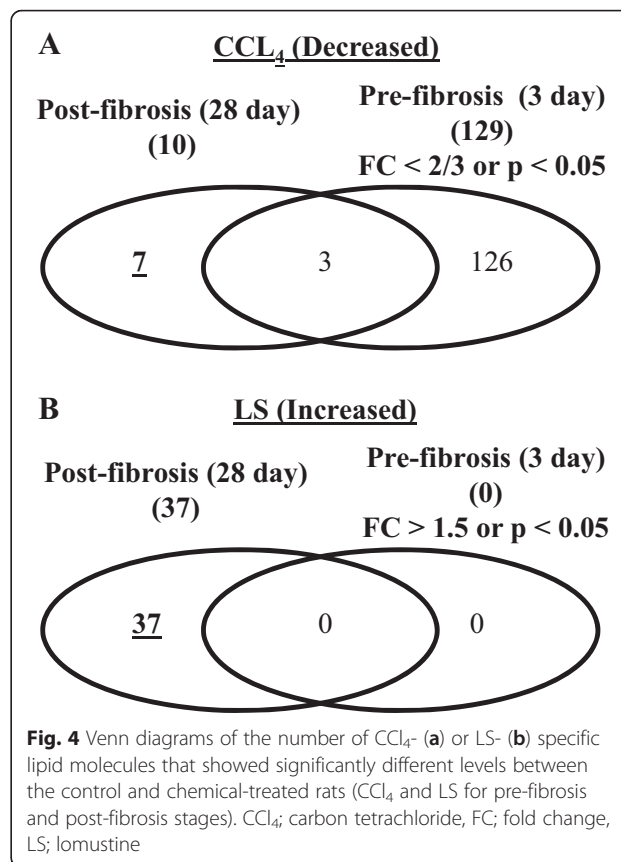 A
CCL₄ (Decreased)
Post-fibrosis (28 day)
(10)
Pre-fibrosis (3 day)
(129)
FC < 2/3 or p < 0.05
7
3
126
B
LS (Increased)
Post-fibrosis (28 day)
(37)
Pre-fibrosis (3 day)
(0)
FC > 1.5 or p < 0.05
37
0
0
Fig. 4 Venn diagrams of the number of CCl₄- (a) or LS- (b) specific
lipid molecules that showed significantly different levels between
the control and chemical-treated rats (CCl₄ and LS for pre-fibrosis
and post-fibrosis stages). CCl₄; carbon tetrachloride, FC; fold change,
LS; lomustine